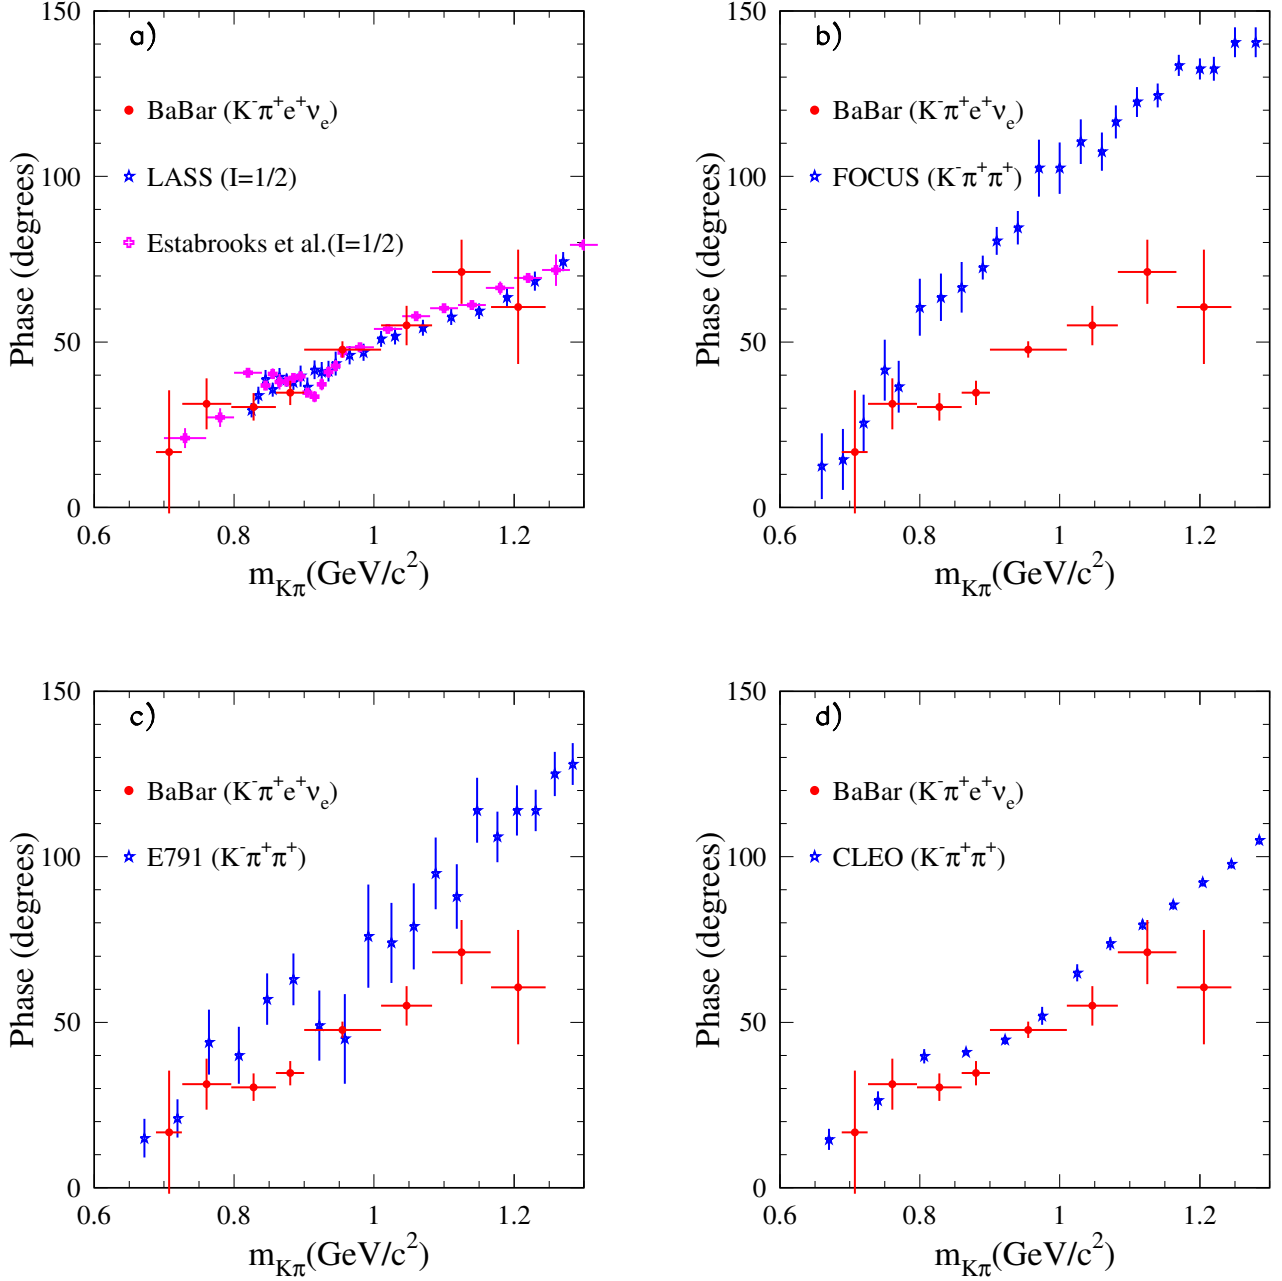 a)
BaBar (K⁻π⁺e⁺νₑ)
LASS (I=1/2)
Estabrooks et al.(I=1/2)
Phase (degrees)
150
100
50
0
0.6 0.8 1 1.2
m_Kπ(GeV/c²)
b)
BaBar (K⁻π⁺e⁺νₑ)
FOCUS (K⁻π⁺π⁺)
Phase (degrees)
150
100
50
0
0.6 0.8 1 1.2
m_Kπ(GeV/c²)
c)
BaBar (K⁻π⁺e⁺νₑ)
E791 (K⁻π⁺π⁺)
Phase (degrees)
150
100
50
0
0.6 0.8 1 1.2
m_Kπ(GeV/c²)
d)
BaBar (K⁻π⁺e⁺νₑ)
CLEO (K⁻π⁺π⁺)
Phase (degrees)
150
100
50
0
0.6 0.8 1 1.2
m_Kπ(GeV/c²)